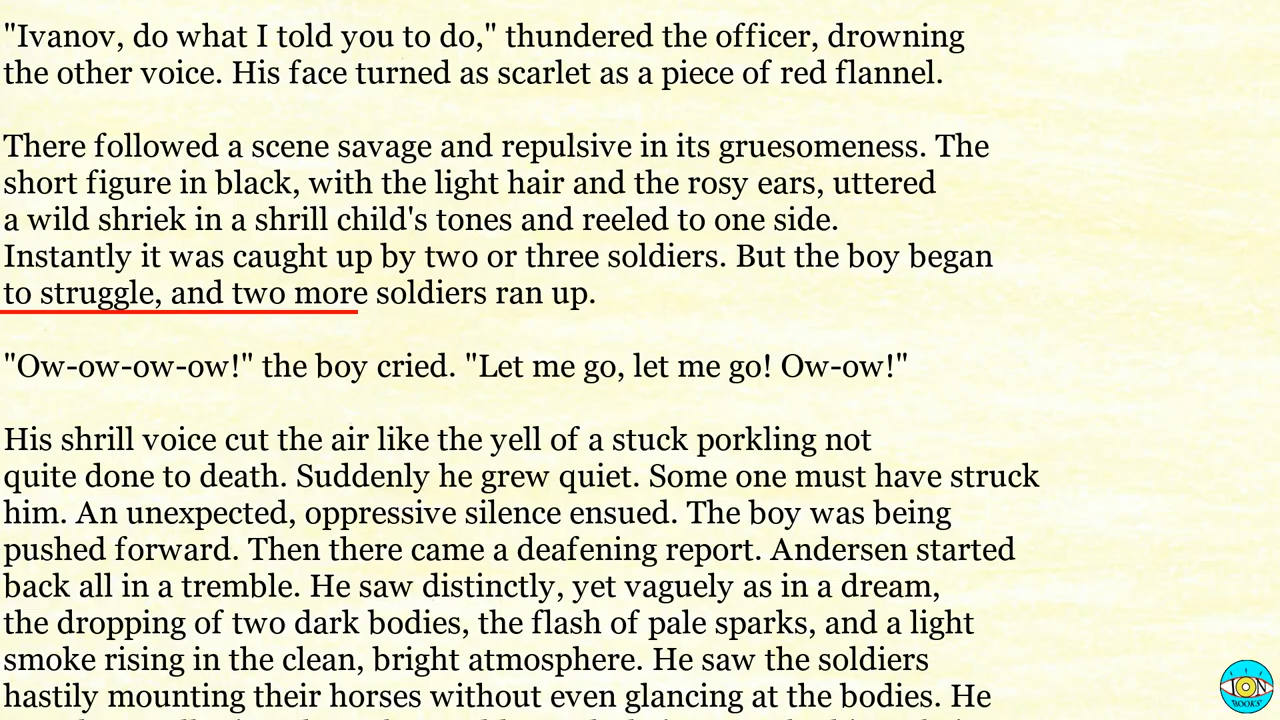 "Ivanov, do what I told you to do," thundered the officer, drowning
the other voice. His face turned as scarlet as a piece of red flannel.
There followed a scene savage and repulsive in its gruesomeness. The
short figure in black, with the light hair and the rosy ears, uttered
a wild shriek in a shrill child's tones and reeled to one side.
Instantly it was caught up by two or three soldiers. But the boy began
to struggle, and two more soldiers ran up.
"Ow-ow-ow-ow!" the boy cried. "Let me go, let me go! Ow-ow!"
His shrill voice cut the air like the yell of a stuck porkling not
quite done to death. Suddenly he grew quiet. Some one must have struck
him. An unexpected, oppressive silence ensued. The boy was being
pushed forward. Then there came a deafening report. Andersen started
back all in a tremble. He saw distinctly, yet vaguely as in a dream,
the dropping of two dark bodies, the flash of pale sparks, and a light
smoke rising in the clean, bright atmosphere. He saw the soldiers
hastily mounting their horses without even glancing at the bodies. He
ION
BOOKS